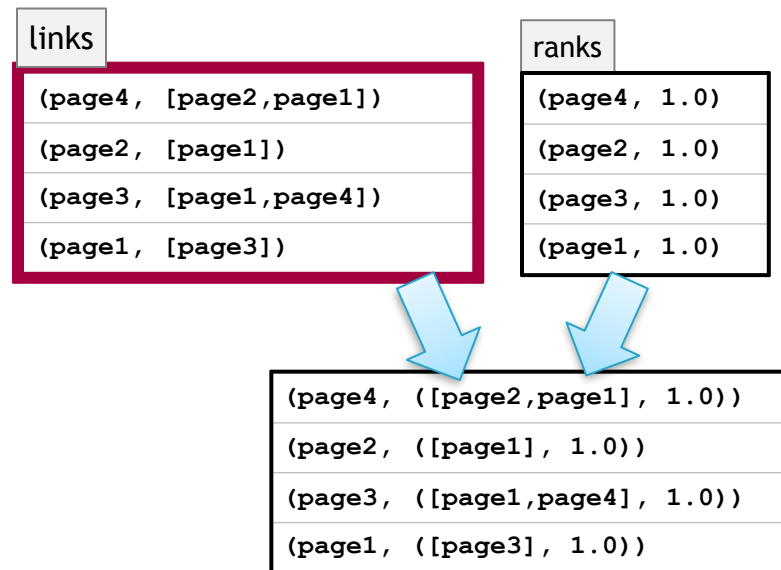 links
(page4, [page2,page1])
(page2, [page1])
(page3, [page1,page4])
(page1, [page3])
ranks
(page4, 1.0)
(page2, 1.0)
(page3, 1.0)
(page1, 1.0)
(page4, ([page2,page1], 1.0))
(page2, ([page1], 1.0))
(page3, ([page1,page4], 1.0))
(page1, ([page3], 1.0))